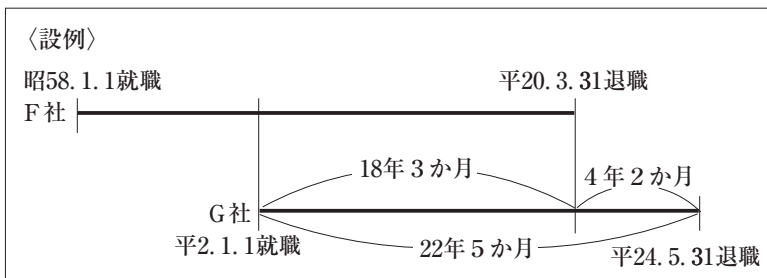 〈設例〉
昭58. 1. 1就職
平20. 3. 31退職
F社
18年 3 か月
4 年 2 か月
G社
平2. 1. 1就職
22年 5 か月
平24. 5. 31退職